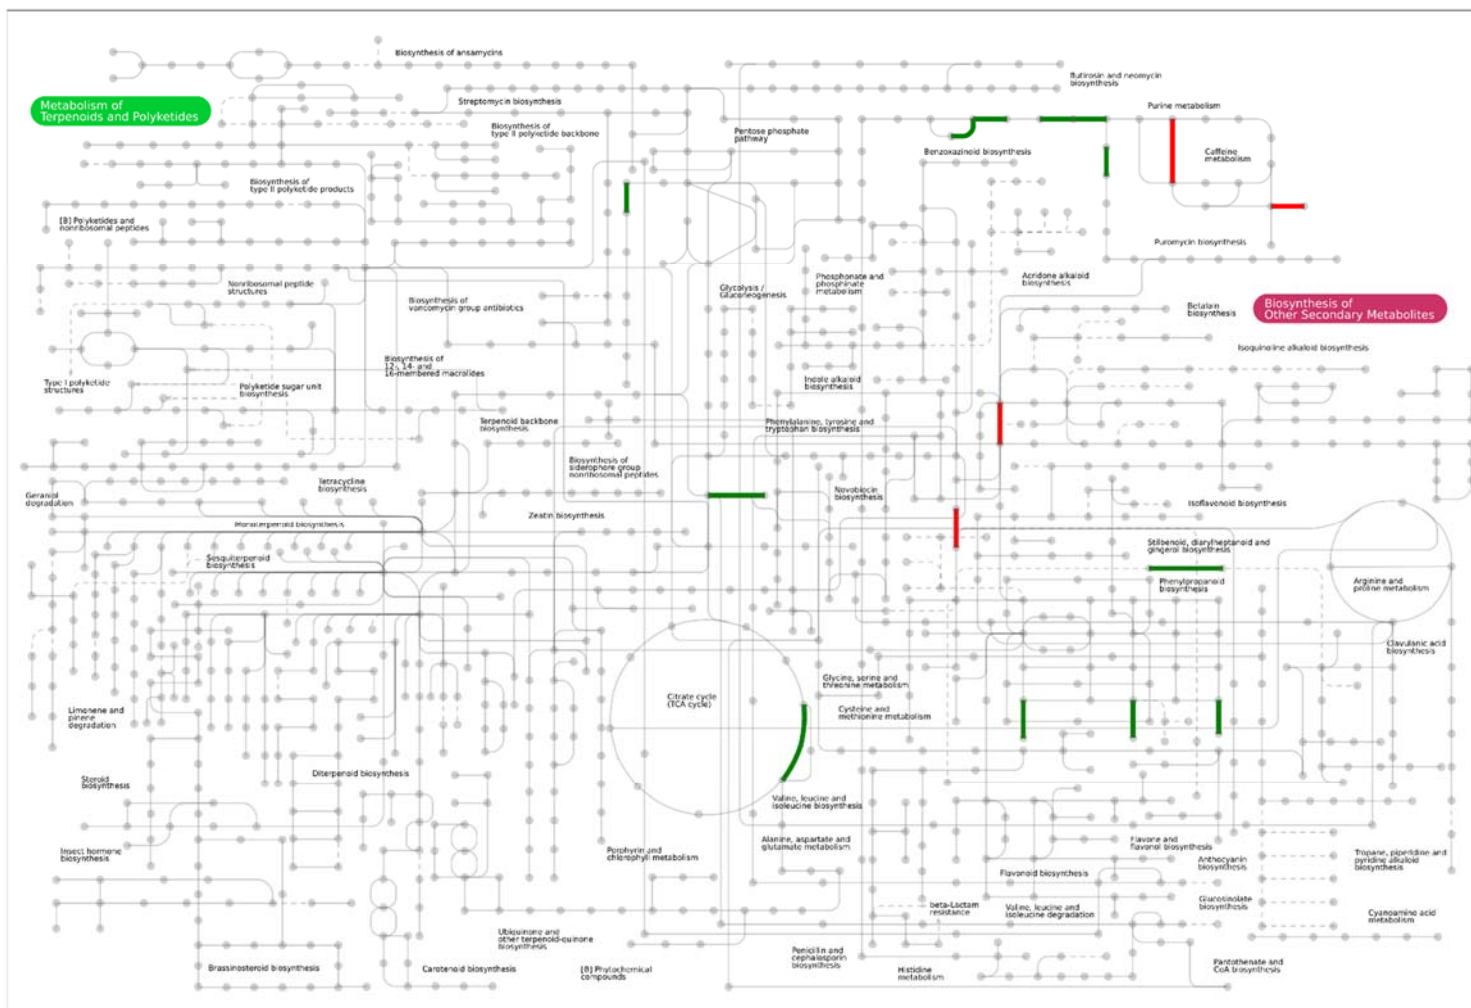 Biosynthesis of ansamycins
Butirosin and neomycin
biosynthesis
Metabolism of
Terpenoids and Polyketides
Streptomycin biosynthesis
Purine metabolism
Biosynthesis of
type II polyketide backbone
Pentose phosphate
pathway
Benzoxazinoid biosynthesis
Caffeine
metabolism
Biosynthesis of
type II polyketide products
[B] Polyketides and
nonribosomal peptides
Puromycin biosynthesis
Nonribosomal peptide
structures
Glycolysis /
Gluconeogenesis
Phosphonate and
phosphinate
metabolism
Acridone alkaloid
biosynthesis
Biosynthesis of
vancomycin group antibiotics
Betalain
biosynthesis
Biosynthesis of
Other Secondary Metabolites
Isoquinoline alkaloid biosynthesis
Biosynthesis of
12-, 14- and
16-membered macrolides
Type I polyketide
structures
Polyketide sugar unit
biosynthesis
Indole alkaloid
biosynthesis
Terpenoid backbone
biosynthesis
Phenylalanine, tyrosine and
tryptophan biosynthesis
Biosynthesis of
siderophore group
nonribosomal peptides
Geraniol
degradation
Tetracycline
biosynthesis
Novobiocin
biosynthesis
Isoflavonoid biosynthesis
Monoterpenoid biosynthesis
Zeatin biosynthesis
Sesquiterpenoid
biosynthesis
Stilbenoid, diarylheptanoid and
gingerol biosynthesis
Phenylpropanoid
biosynthesis
Arginine and
proline metabolism
Clavulanic acid
biosynthesis
Citrate cycle
(TCA cycle)
Glycine, serine and
threonine metabolism
Limonene and
pinene
degradation
Cysteine and
methionine metabolism
Steroid
biosynthesis
Diterpenoid biosynthesis
Valine, leucine and
isoleucine biosynthesis
Insect hormone
biosynthesis
Porphyrin and
chlorophyll metabolism
Alanine, aspartate and
glutamate metabolism
Flavone and
flavonol biosynthesis
Anthocyanin
biosynthesis
Tropane, piperidine and
pyridine alkaloid
biosynthesis
Flavonoid biosynthesis
beta-Lactam
resistance
Valine, leucine and
isoleucine degradation
Glucosinolate
biosynthesis
Cyanoamino acid
metabolism
Ubiquinone and
other terpenoid-quinone
biosynthesis
Penicillin and
cephalosporin
biosynthesis
Brassinosteroid biosynthesis
Carotenoid biosynthesis
[B] Phytochemical
compounds
Histidine
metabolism
Pantothenate and
CoA biosynthesis